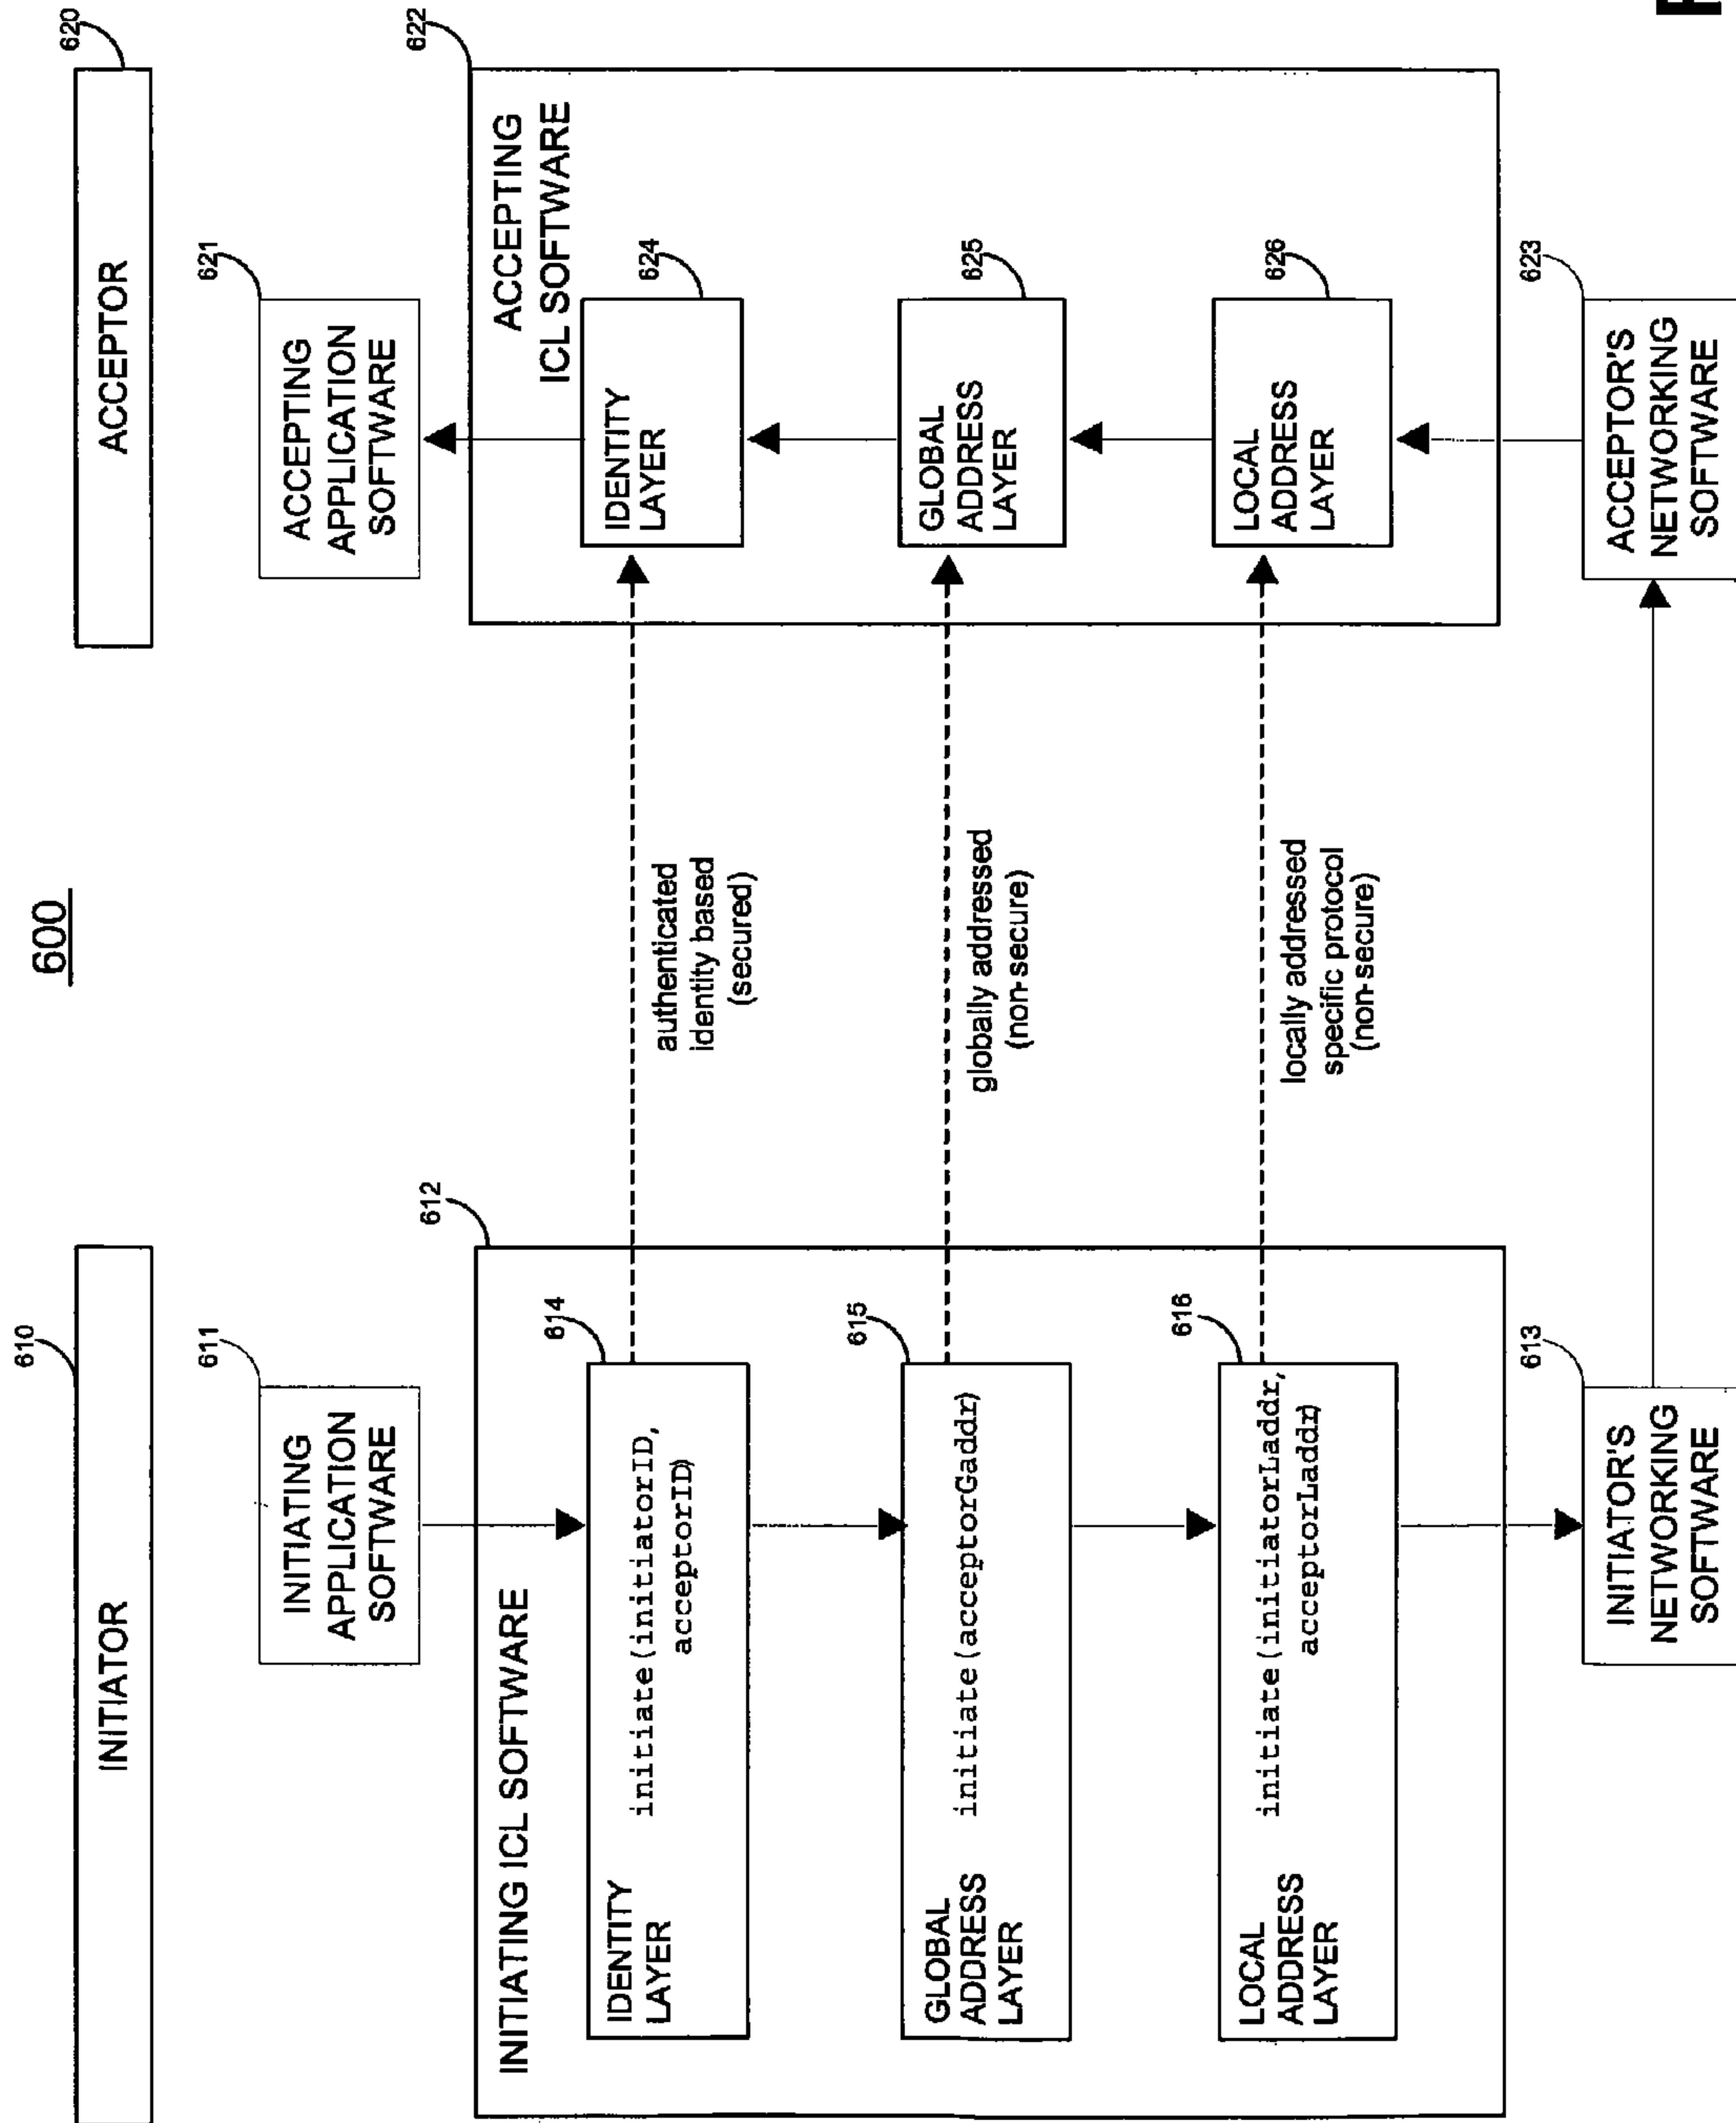 600
610
INITIATOR
620
ACCEPTOR
611
INITIATING
APPLICATION
SOFTWARE
621
ACCEPTING
APPLICATION
SOFTWARE
612
INITIATING ICL SOFTWARE
622
ACCEPTING
ICL SOFTWARE
614
IDENTITY
LAYER
initiate(initiatorID,
acceptorID)
authenticated
identity based
(secured)
624
IDENTITY
LAYER
615
GLOBAL
ADDRESS
LAYER
initiate(acceptorGaddr)
globally addressed
(non-secure)
625
GLOBAL
ADDRESS
LAYER
616
LOCAL
ADDRESS
LAYER
initiate(initiatorLaddr,
acceptorLaddr)
locally addressed
specific protocol
(non-secure)
626
LOCAL
ADDRESS
LAYER
613
INITIATOR'S
NETWORKING
SOFTWARE
623
ACCEPTOR'S
NETWORKING
SOFTWARE